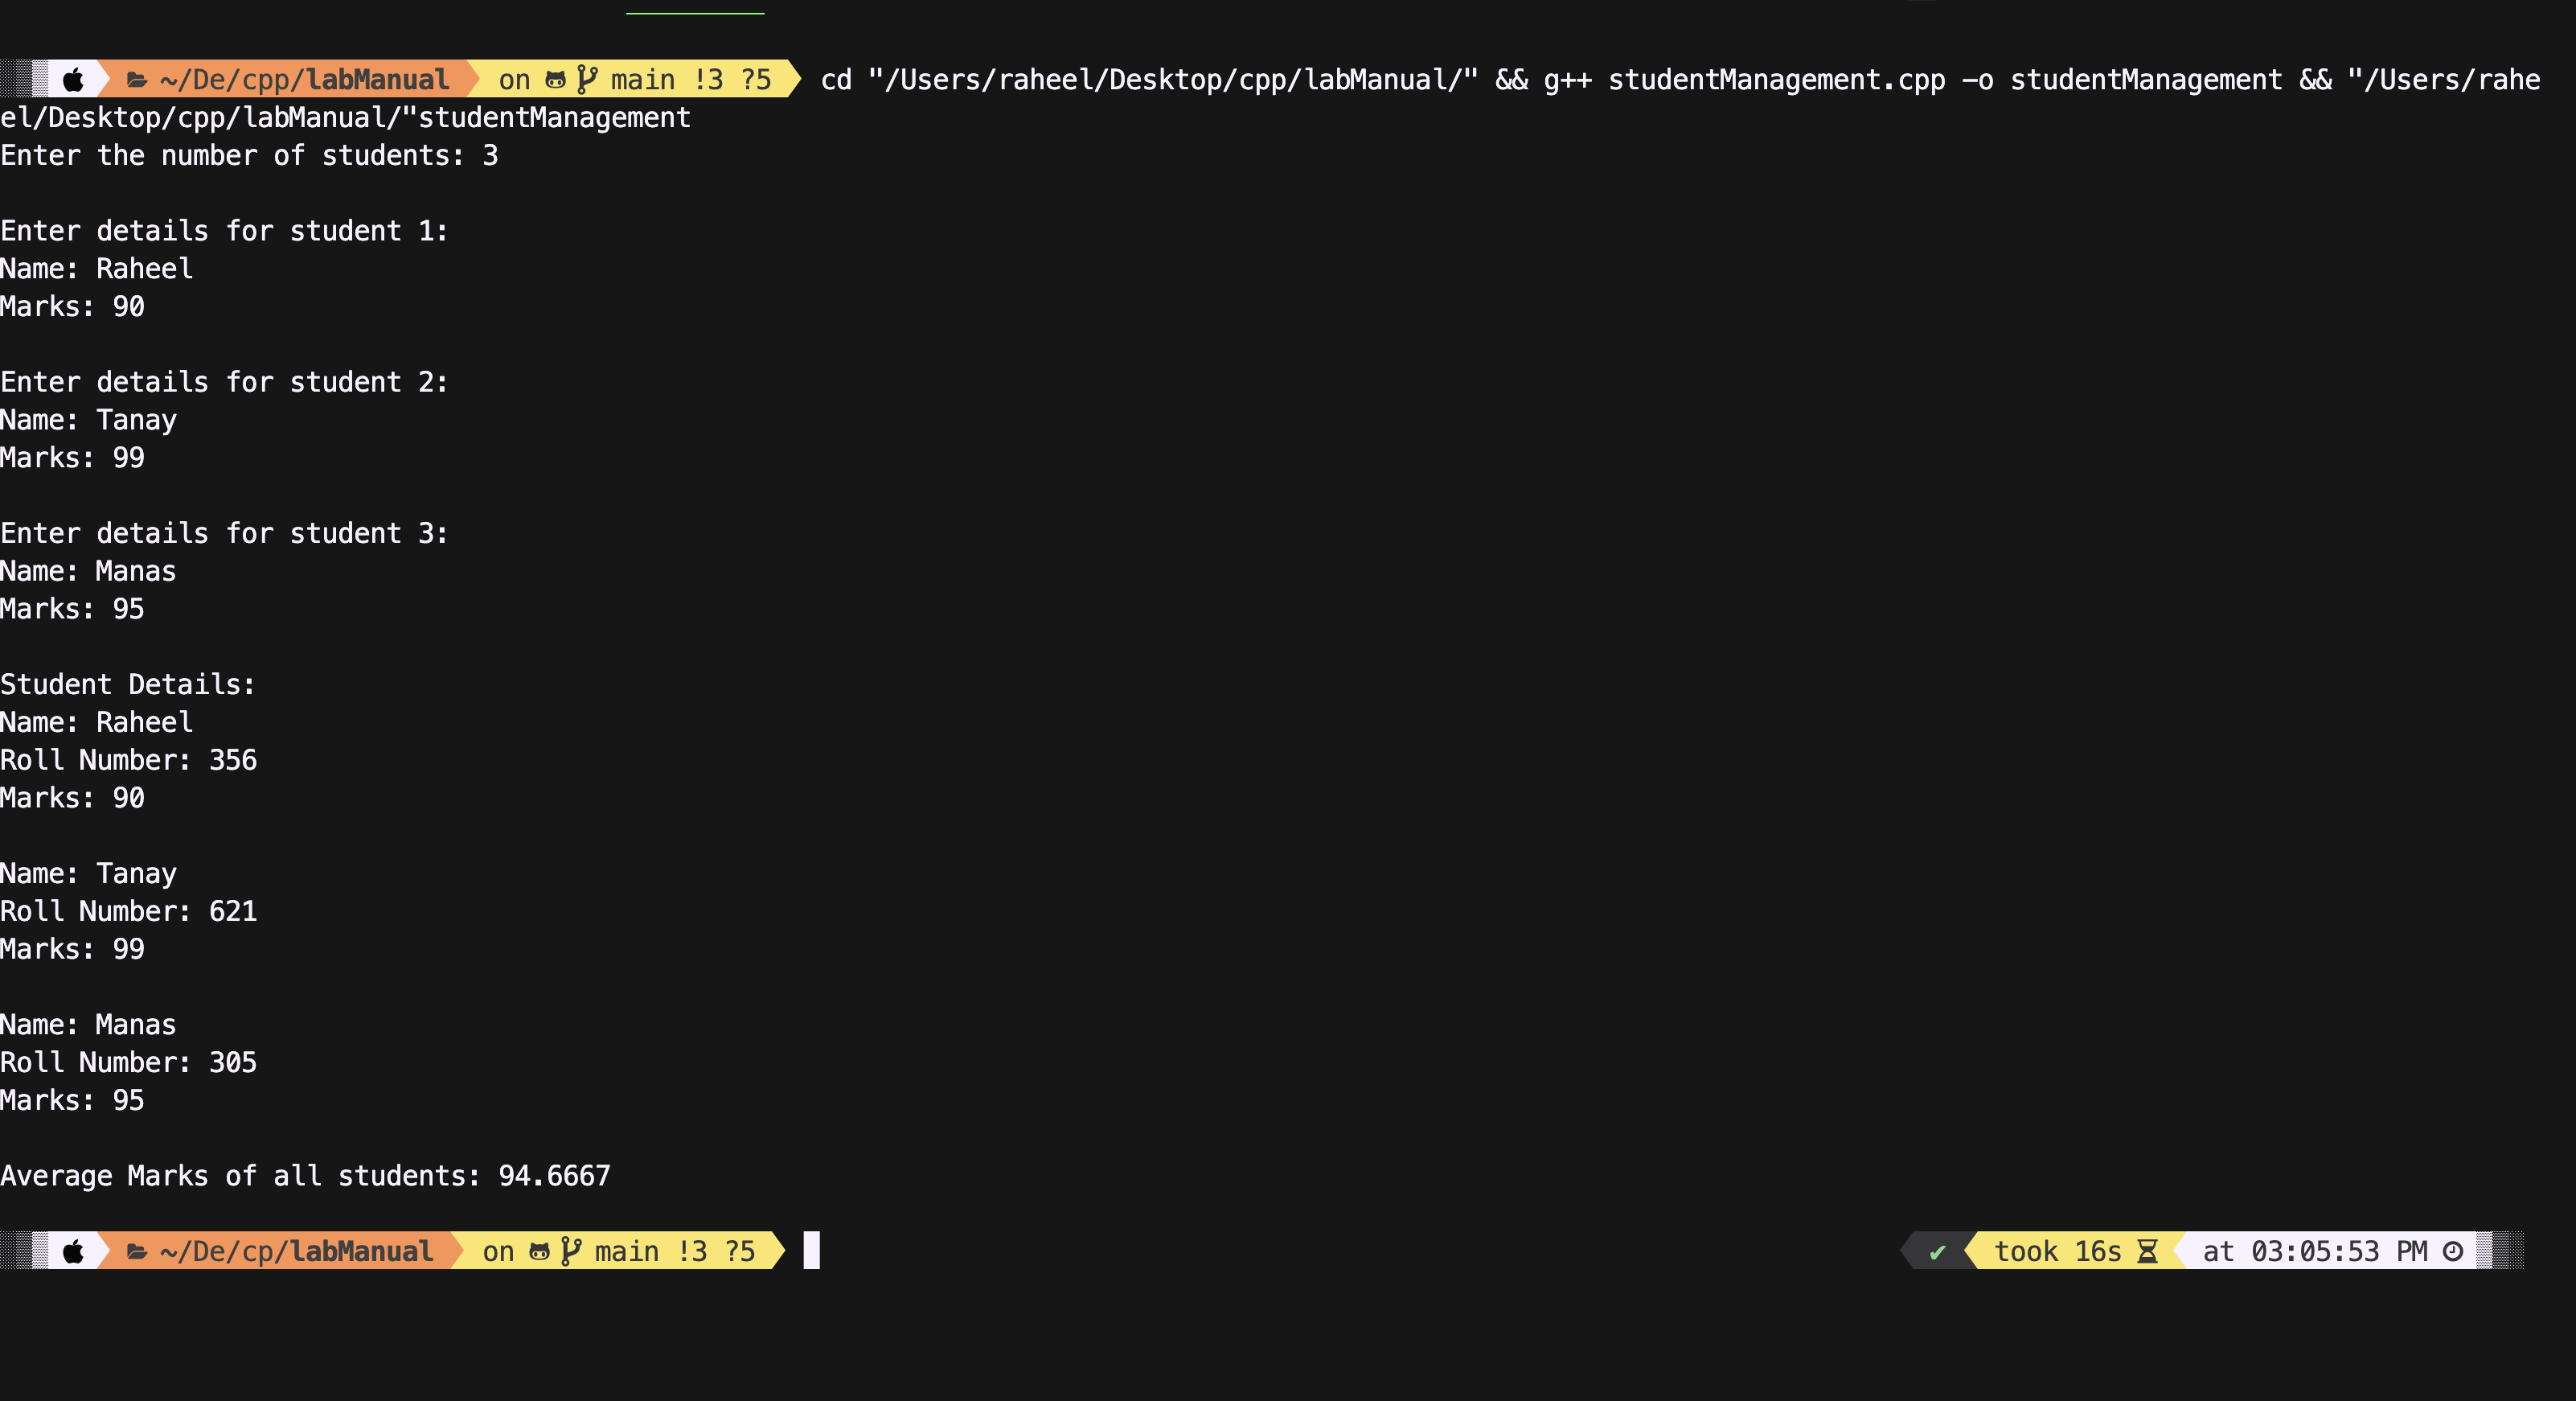 ~/De/cpp/labManual on main !3 ?5 cd "/Users/raheel/Desktop/cpp/labManual/" && g++ studentManagement.cpp -o studentManagement && "/Users/rahe
el/Desktop/cpp/labManual/"studentManagement
Enter the number of students: 3
Enter details for student 1:
Name: Raheel
Marks: 90
Enter details for student 2:
Name: Tanay
Marks: 99
Enter details for student 3:
Name: Manas
Marks: 95
Student Details:
Name: Raheel
Roll Number: 356
Marks: 90
Name: Tanay
Roll Number: 621
Marks: 99
Name: Manas
Roll Number: 305
Marks: 95
Average Marks of all students: 94.6667
~/De/cp/labManual on main !3 ?5 ✔ took 16s at 03:05:53 PM